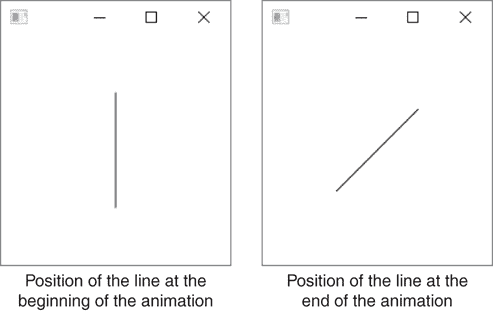 Position of the line at the
beginning of the animation
Position of the line at the
end of the animation